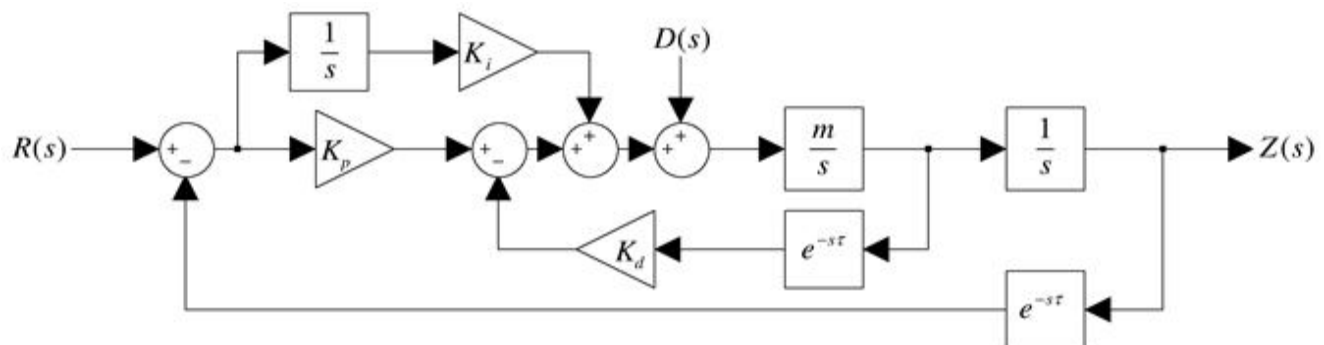 1/s
K_i
D(s)
R(s)
+
−
K_p
+
−
+
+
+
+
m/s
1/s
Z(s)
K_d
e^{-sτ}
e^{-sτ}